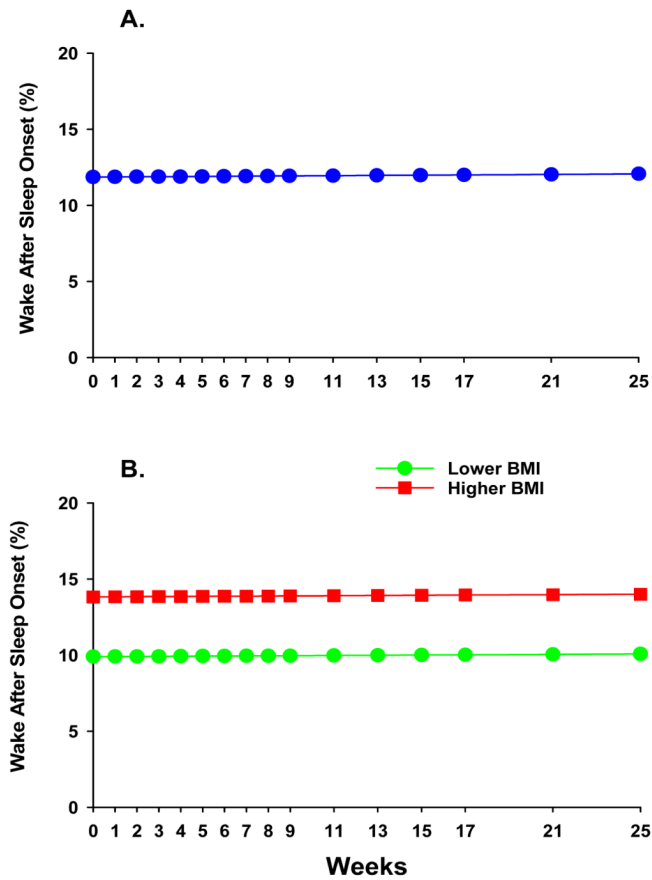 A.
Wake After Sleep Onset (%)
20
15
10
5
0
0 1 2 3 4 5 6 7 8 9 11 13 15 17 21 25
B.
Lower BMI
Higher BMI
Wake After Sleep Onset (%)
20
15
10
5
0
0 1 2 3 4 5 6 7 8 9 11 13 15 17 21 25
Weeks